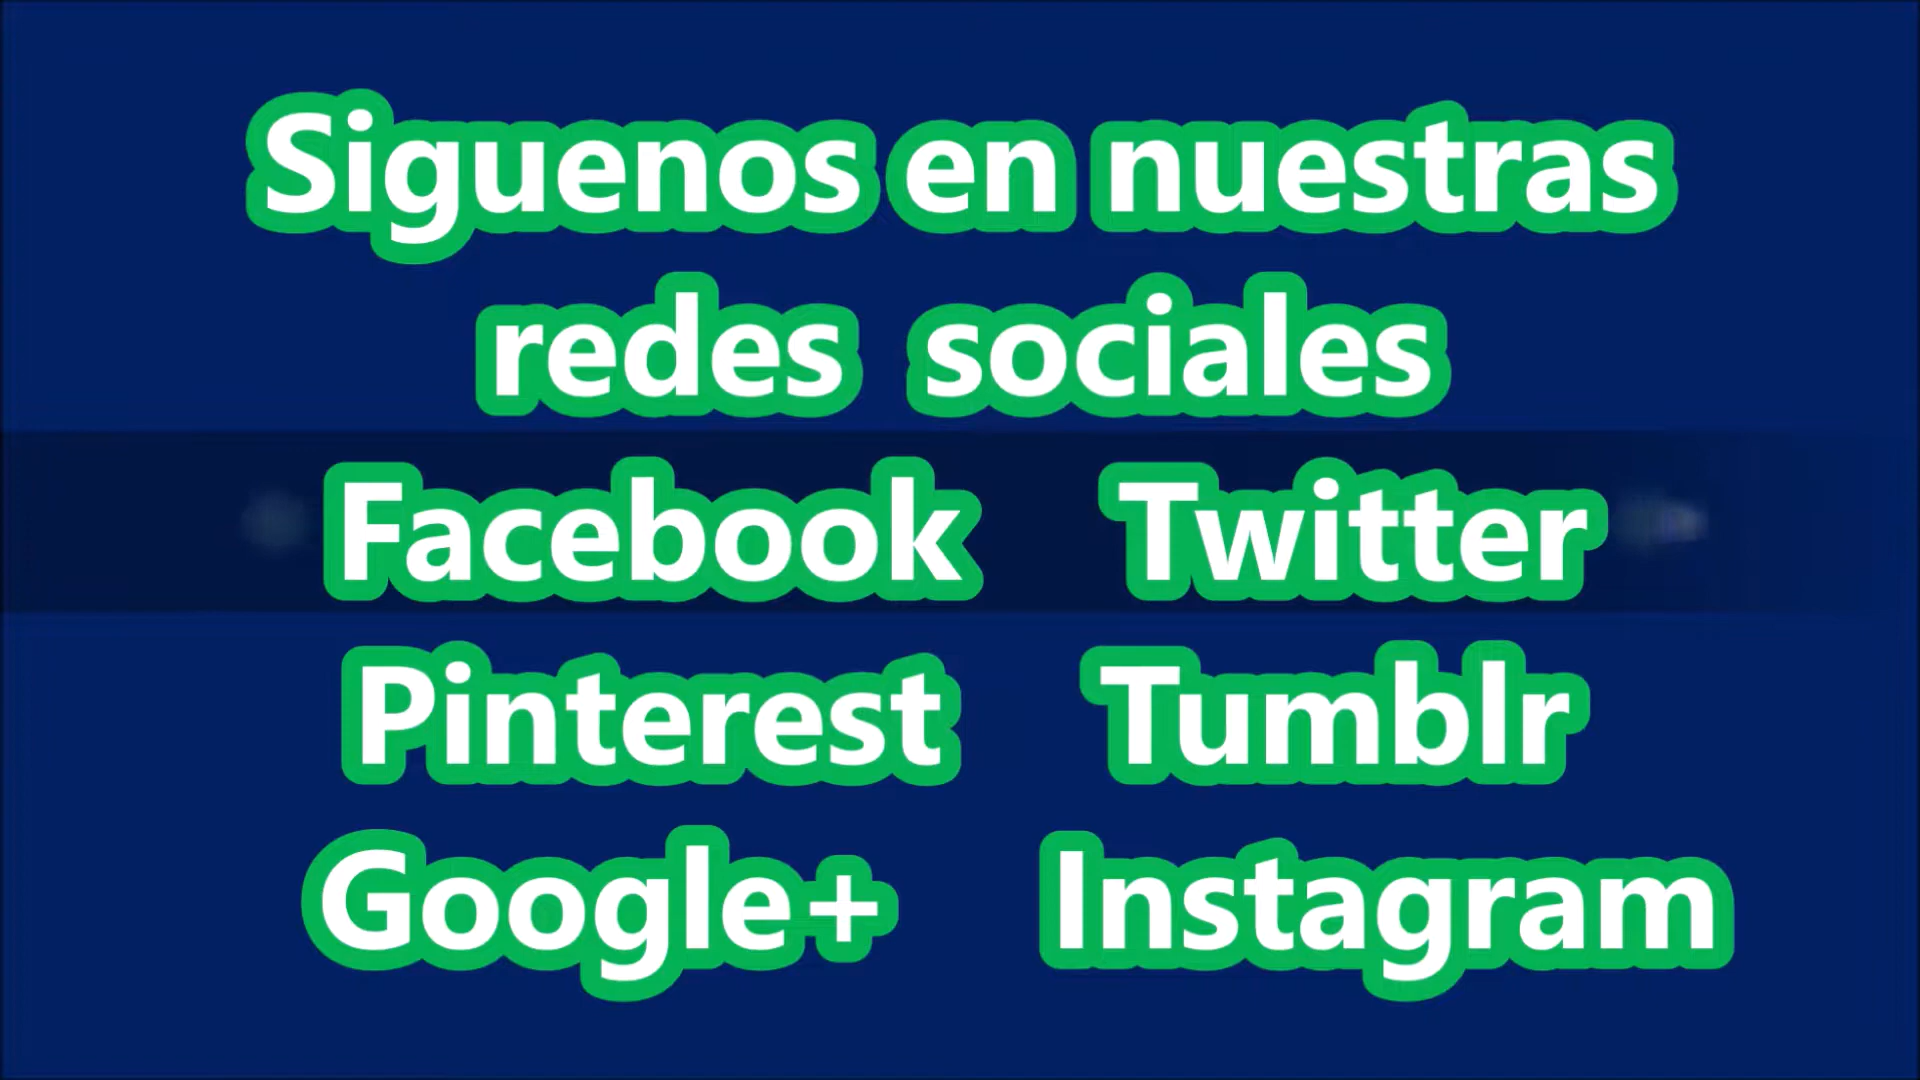 Siguenos en nuestras
redes sociales
Facebook Twitter
Pinterest Tumblr
Google+ Instagram